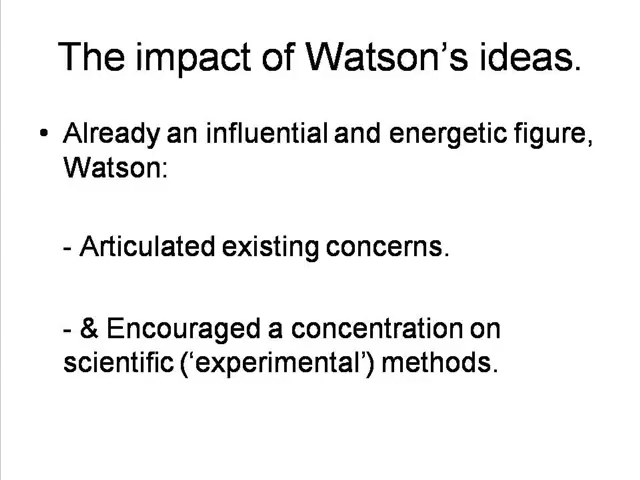 The impact of Watson’s ideas.
• Already an influential and energetic figure,
Watson:
- Articulated existing concerns.
- & Encouraged a concentration on
scientific (‘experimental’) methods.